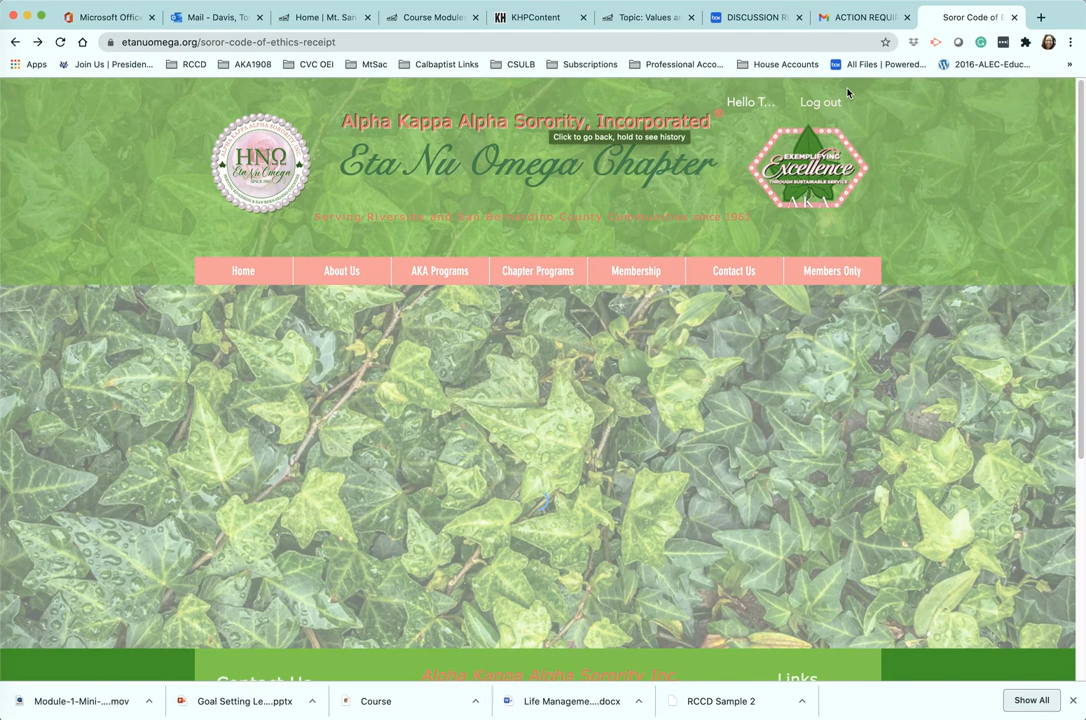 Microsoft Offic
Mail - Davis, To
Home | Mt. San
Course Module
KHPContent
Topic: Values a
DISCUSSION R
ACTION REQUI
Soror Code of E
etanuomega.org/soror-code-of-ethics-receipt
Apps
Join Us | Presiden...
RCCD
AKA1908
CVC OEI
MtSac
Calbaptist Links
CSULB
Subscriptions
Professional Acco...
House Accounts
All Files | Powered...
2016-ALEC-Educ...
»
Hello T...
Log out
Alpha Kappa Alpha Sorority, Incorporated®
Click to go back, hold to see history
Eta Nu Omega Chapter
HNΩ
Eta Nu Omega
EXEMPLIFYING
Excellence
THROUGH SUSTAINABLE SERVICE
AKA
Serving Riverside and San Bernardino County Communities since 1961
Home
About Us
AKA Programs
Chapter Programs
Membership
Contact Us
Members Only
Contact Us
Alpha Kappa Alpha Sorority Inc.
Links
Module-1-Mini-....mov
Goal Setting Le....pptx
Course
Life Manageme....docx
RCCD Sample 2
Show All